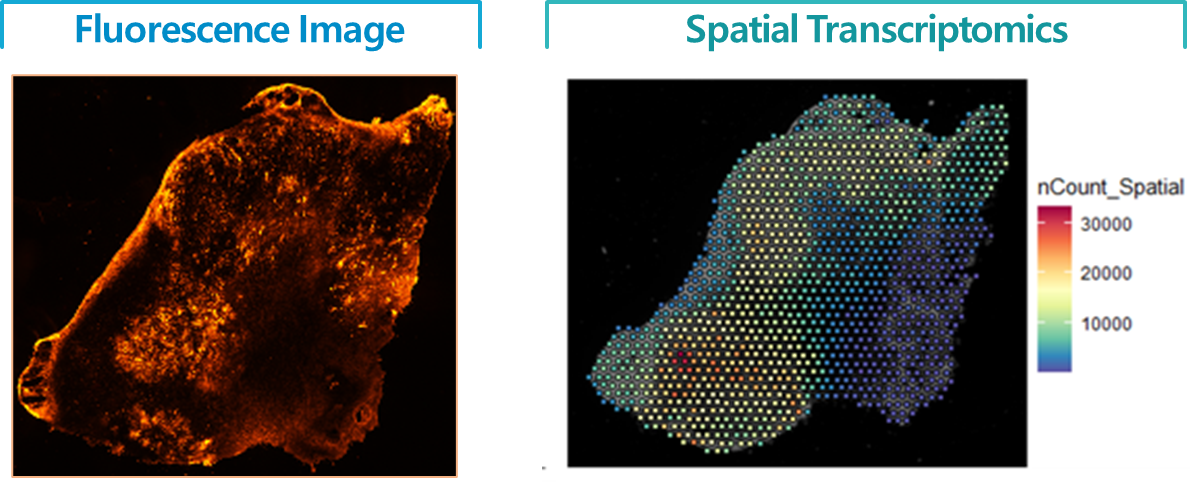 Fluorescence Image
Spatial Transcriptomics
nCount_Spatial
30000
20000
10000